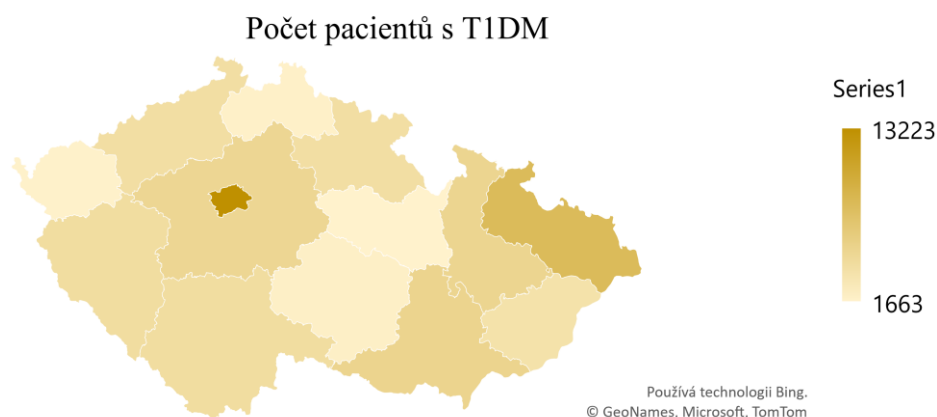 Počet pacientů s T1DM
Series1
13223
1663
Používá technologii Bing.
© GeoNames, Microsoft, TomTom